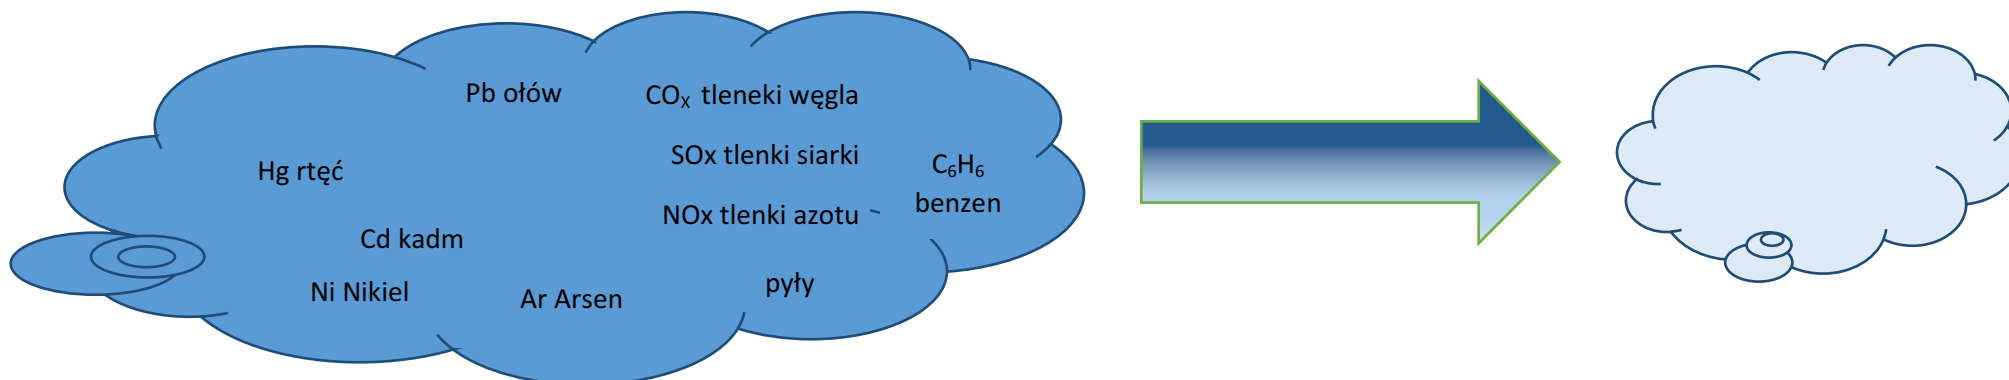 Pb ołów
COₓ tleneki węgla
Hg rtęć
SOx tlenki siarki
C₆H₆
benzen
NOx tlenki azotu
Cd kadm
Ni Nikiel
Ar Arsen
pyły